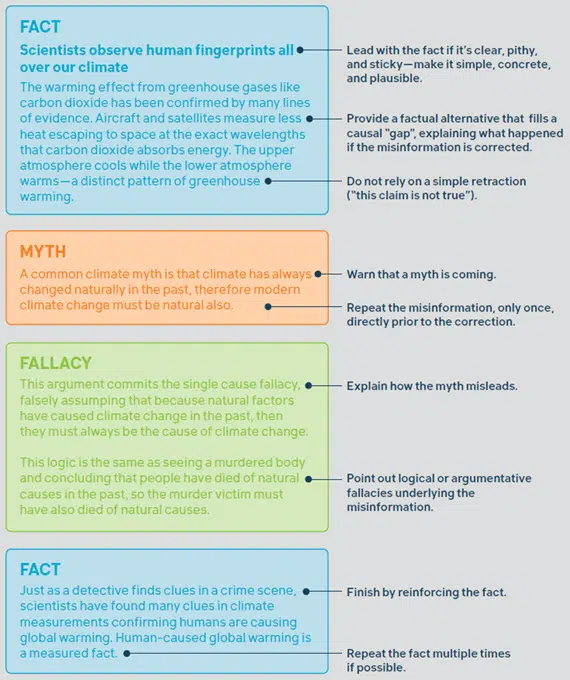 FACT
Scientists observe human fingerprints all
over our climate
The warming effect from greenhouse gases like
carbon dioxide has been confirmed by many lines
of evidence. Aircraft and satellites measure less
heat escaping to space at the exact wavelengths
that carbon dioxide absorbs energy. The upper
atmosphere cools while the lower atmosphere
warms—a distinct pattern of greenhouse
warming.
Lead with the fact if it's clear, pithy,
and sticky—make it simple, concrete,
and plausible.
Provide a factual alternative that fills a
causal "gap", explaining what happened
if the misinformation is corrected.
Do not rely on a simple retraction
("this claim is not true").
MYTH
A common climate myth is that climate has always
changed naturally in the past, therefore modern
climate change must be natural also.
Warn that a myth is coming.
Repeat the misinformation, only once,
directly prior to the correction.
FALLACY
This argument commits the single cause fallacy,
falsely assuming that because natural factors
have caused climate change in the past, then
they must always be the cause of climate change.
This logic is the same as seeing a murdered body
and concluding that people have died of natural
causes in the past, so the murder victim must
have also died of natural causes.
Explain how the myth misleads.
Point out logical or argumentative
fallacies underlying the
misinformation.
FACT
Just as a detective finds clues in a crime scene,
scientists have found many clues in climate
measurements confirming humans are causing
global warming. Human-caused global warming is
a measured fact.
Finish by reinforcing the fact.
Repeat the fact multiple times
if possible.